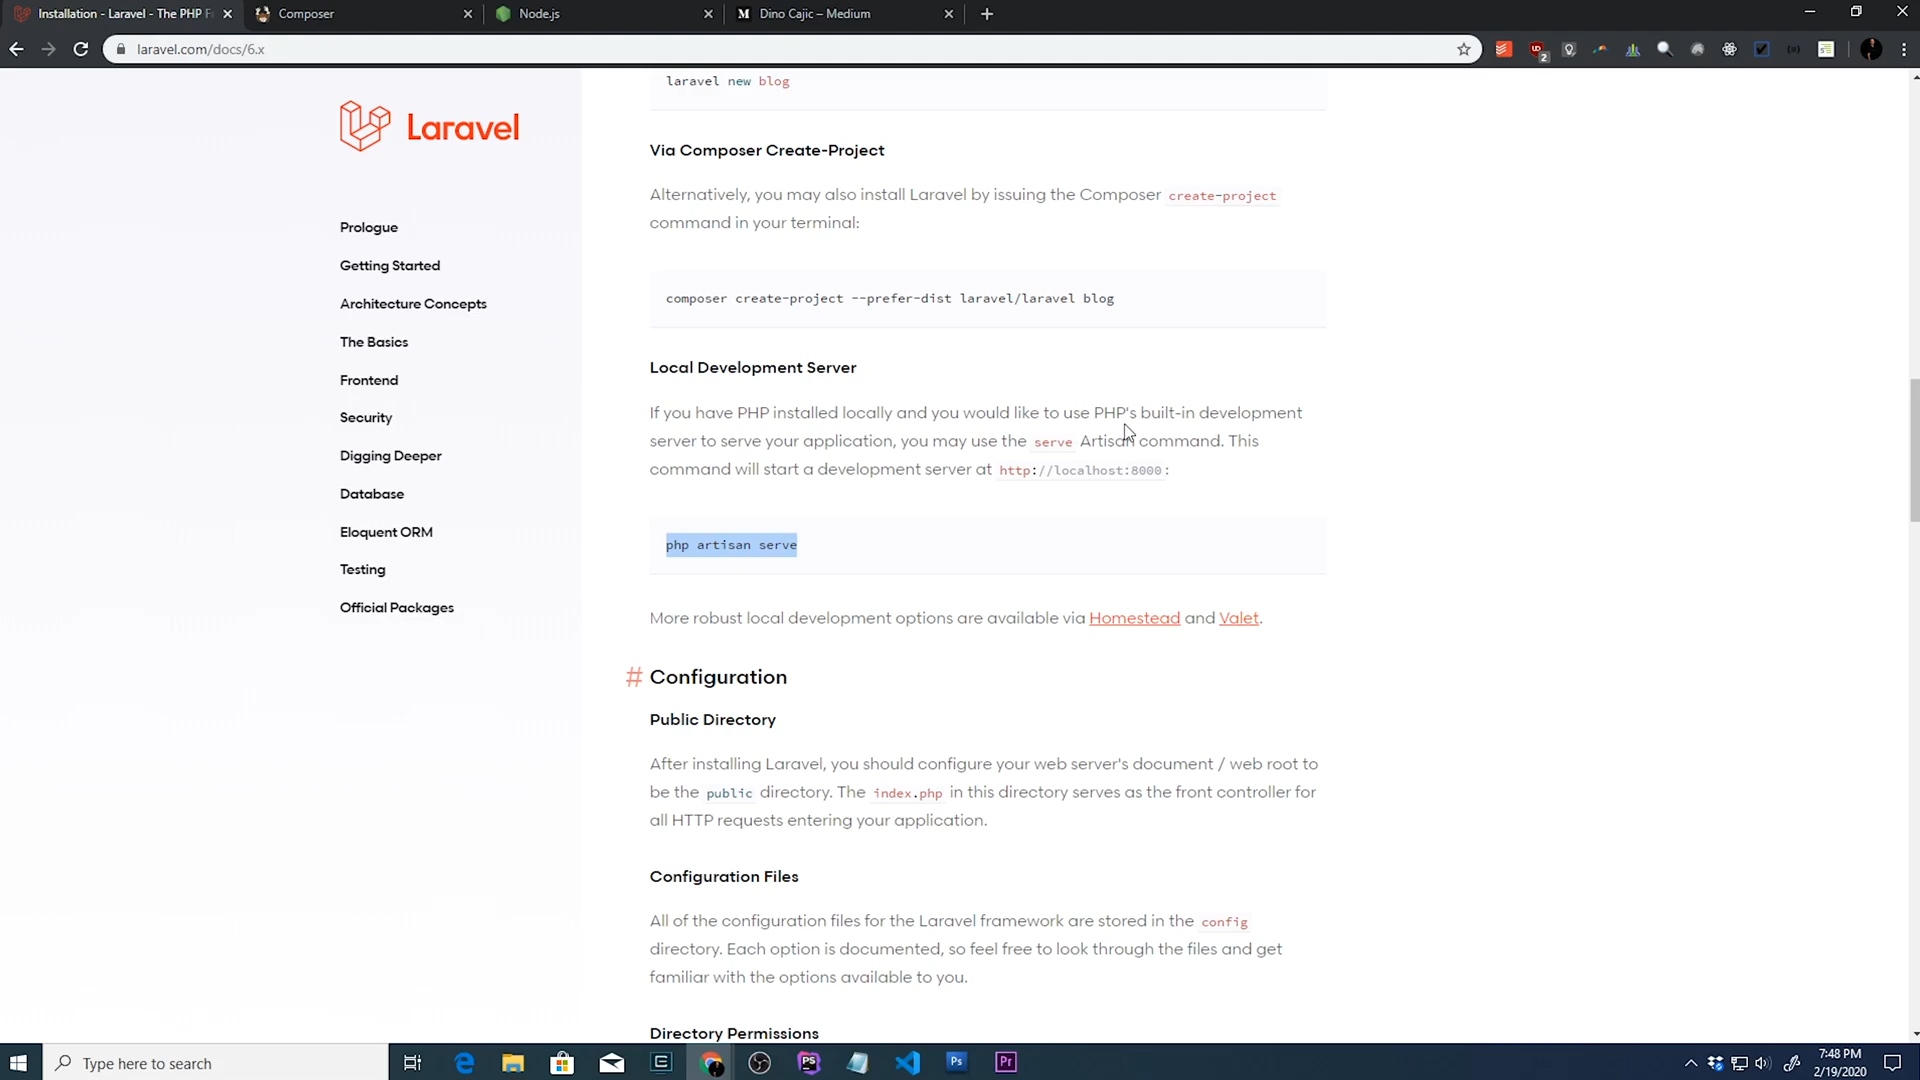 Installation - Laravel - The PHP F
Composer
Node.js
Dino Cajic – Medium
laravel.com/docs/6.x
2
Laravel
Prologue
Getting Started
Architecture Concepts
The Basics
Frontend
Security
Digging Deeper
Database
Eloquent ORM
Testing
Official Packages
laravel new blog
Via Composer Create-Project
Alternatively, you may also install Laravel by issuing the Composer create-project
command in your terminal:
composer create-project --prefer-dist laravel/laravel blog
Local Development Server
If you have PHP installed locally and you would like to use PHP's built-in development
server to serve your application, you may use the serve Artisan command. This
command will start a development server at http://localhost:8000:
php artisan serve
More robust local development options are available via Homestead and Valet.
# Configuration
Public Directory
After installing Laravel, you should configure your web server's document / web root to
be the public directory. The index.php in this directory serves as the front controller for
all HTTP requests entering your application.
Configuration Files
All of the configuration files for the Laravel framework are stored in the config
directory. Each option is documented, so feel free to look through the files and get
familiar with the options available to you.
Directory Permissions
Type here to search
7:48 PM
2/19/2020